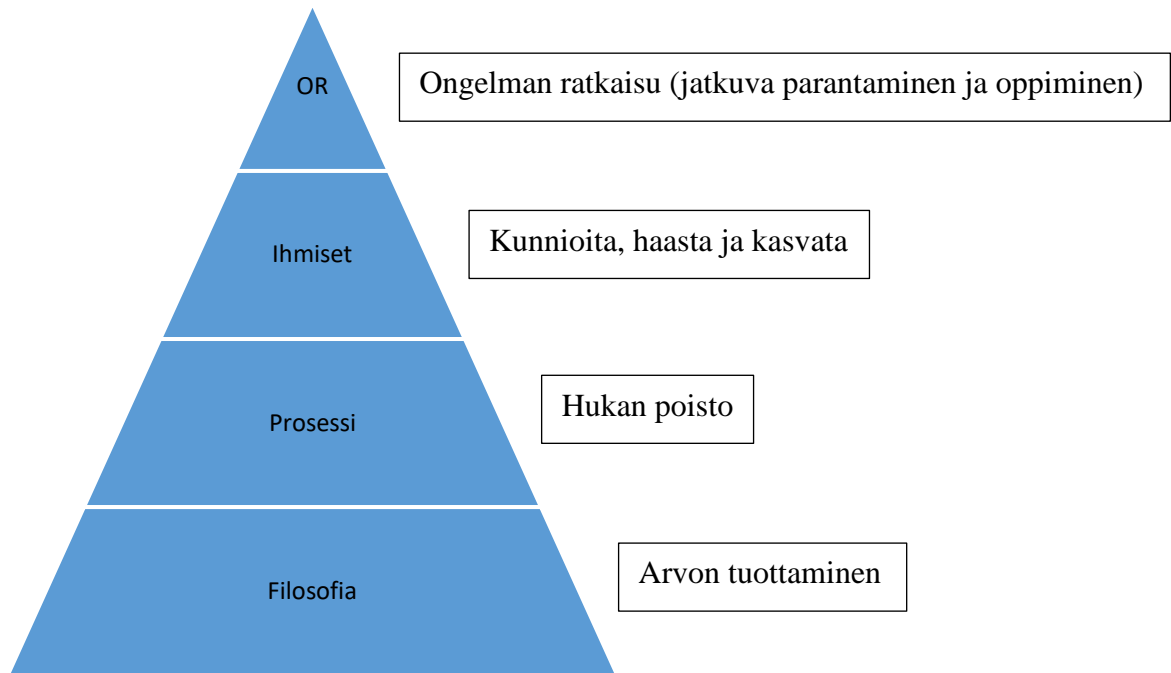 OR
Ongelman ratkaisu (jatkuva parantaminen ja oppiminen)
Ihmiset
Kunnioita, haasta ja kasvata
Prosessi
Hukan poisto
Filosofia
Arvon tuottaminen